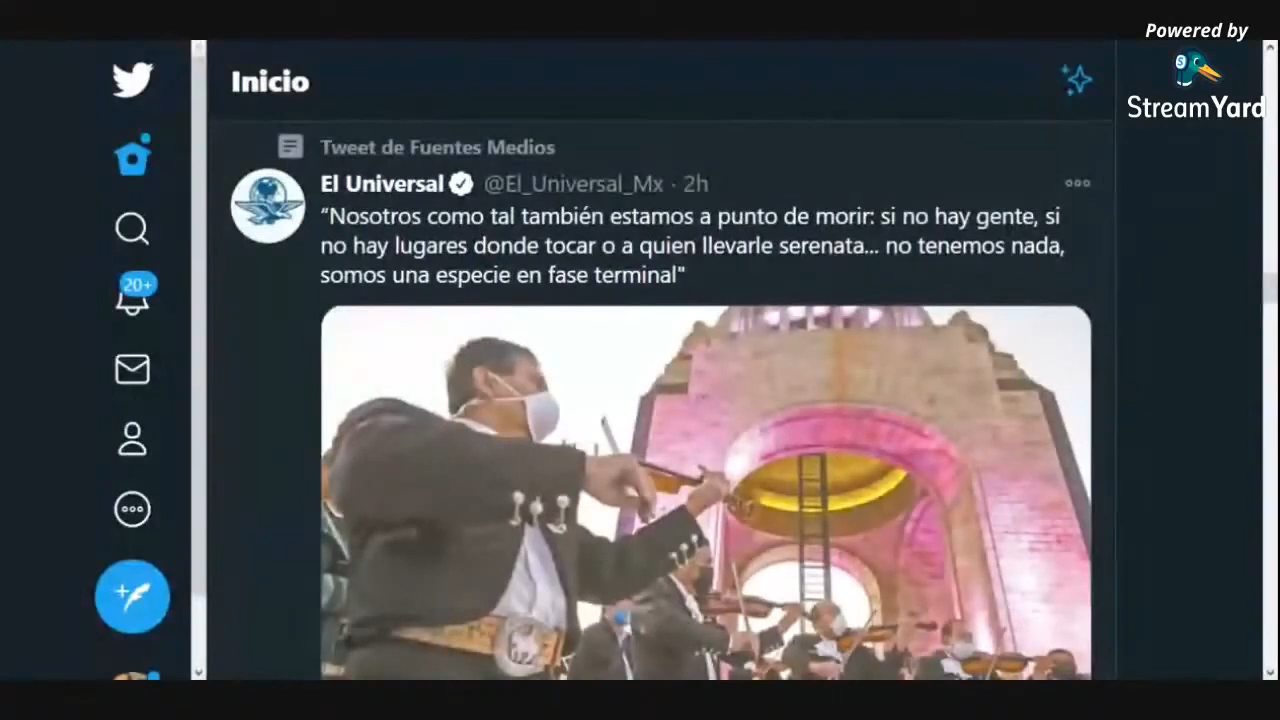 Powered by
StreamYard
Inicio
Tweet de Fuentes Medios
El Universal @El_Universal_Mx · 2h
“Nosotros como tal también estamos a punto de morir: si no hay gente, si
no hay lugares donde tocar o a quien llevarle serenata... no tenemos nada,
somos una especie en fase terminal"
20+